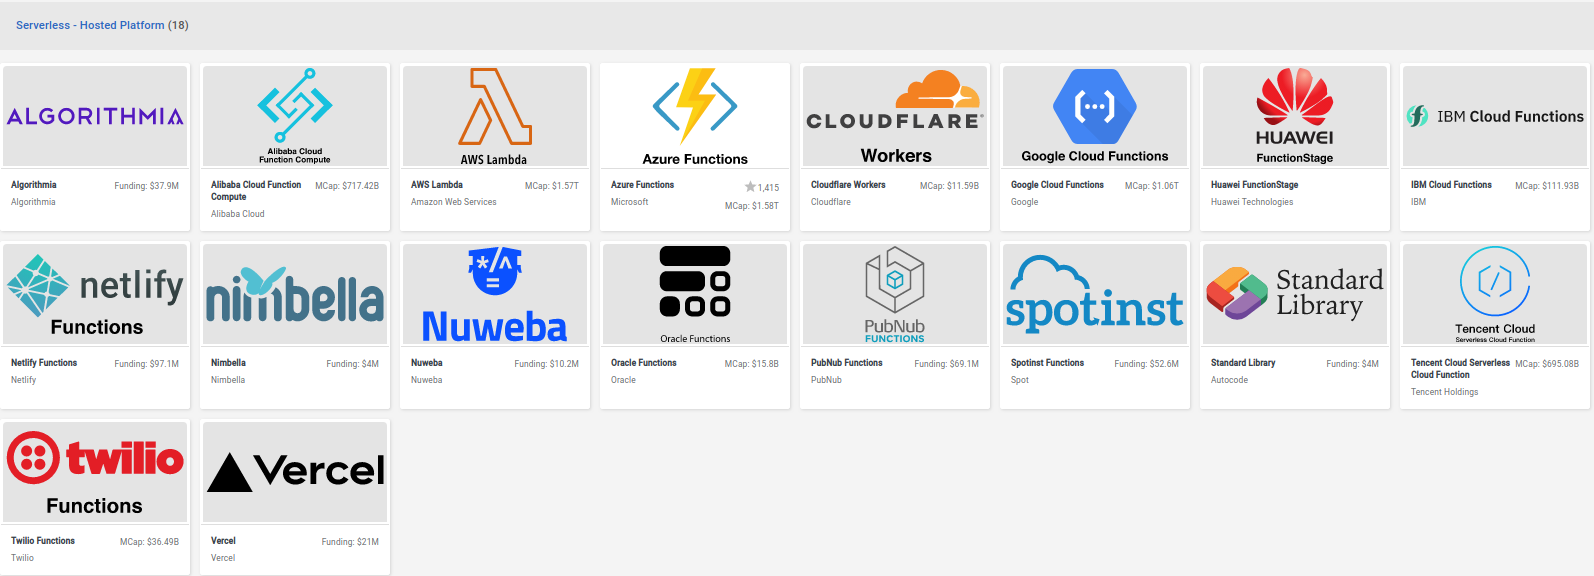 Serverless - Hosted Platform (18)
ALGORITHMIA
Algorithmia
Funding: $37.9M
Algorithmia
Alibaba Cloud
Function Compute
Alibaba Cloud Function
Compute
MCap: $717.42B
Alibaba Cloud
AWS Lambda
AWS Lambda
MCap: $1.57T
Amazon Web Services
Azure Functions
Azure Functions
1,415
Microsoft
MCap: $1.58T
CLOUDFLARE
Workers
Cloudflare Workers
MCap: $11.59B
Cloudflare
Google Cloud Functions
Google Cloud Functions
MCap: $1.06T
Google
HUAWEI
FunctionStage
Huawei FunctionStage
Huawei Technologies
IBM Cloud Functions
IBM Cloud Functions
MCap: $111.93B
IBM
netlify
Functions
Netlify Functions
Funding: $97.1M
Netlify
nimbella
Nimbella
Funding: $4M
Nimbella
*/^
=
Nuweba
Nuweba
Funding: $10.2M
Nuweba
Oracle Functions
Oracle Functions
MCap: $15.8B
Oracle
PubNub
FUNCTIONS
PubNub Functions
Funding: $69.1M
PubNub
spotinst
Spotinst Functions
Funding: $52.6M
Spot
Standard
Library
Standard Library
Funding: $4M
Autocode
Tencent Cloud
Serverless Cloud Function
Tencent Cloud Serverless
Cloud Function
MCap: $695.08B
Tencent Holdings
twilio
Functions
Twilio Functions
MCap: $36.49B
Twilio
Vercel
Vercel
Funding: $21M
Vercel